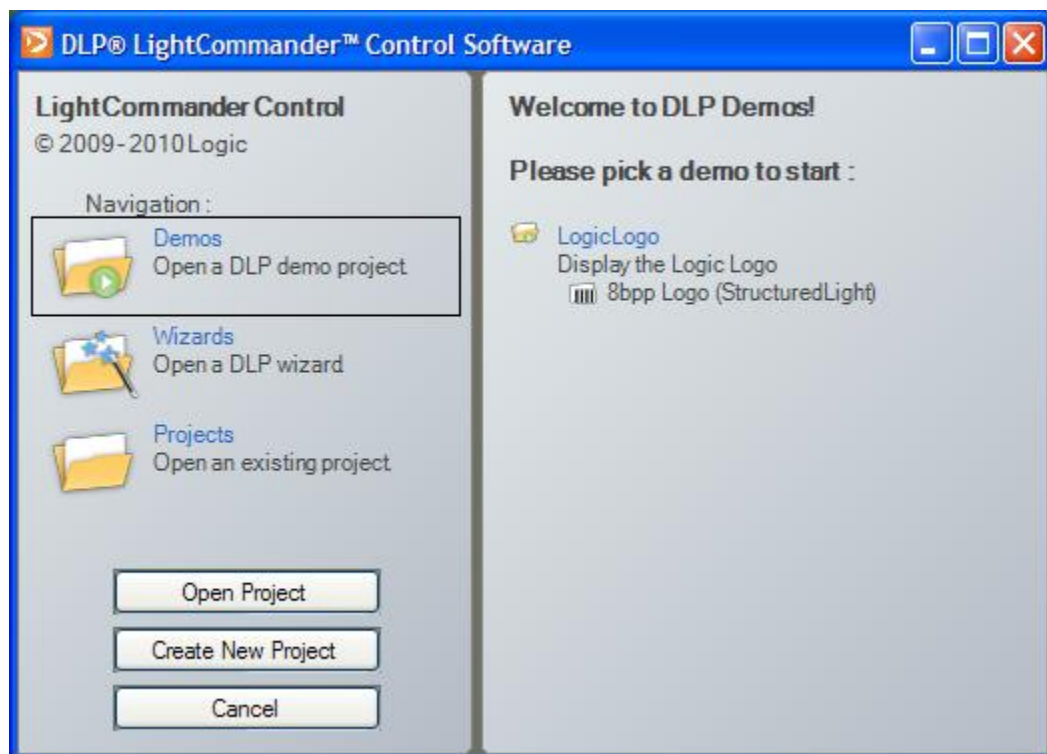 DLP® LightCommander™ Control Software
LightCommander Control
© 2009-2010 Logic
Navigation :
Demos
Open a DLP demo project
Wizards
Open a DLP wizard
Projects
Open an existing project
Open Project
Create New Project
Cancel
Welcome to DLP Demos!
Please pick a demo to start :
LogicLogo
Display the Logic Logo
8bpp Logo (StructuredLight)